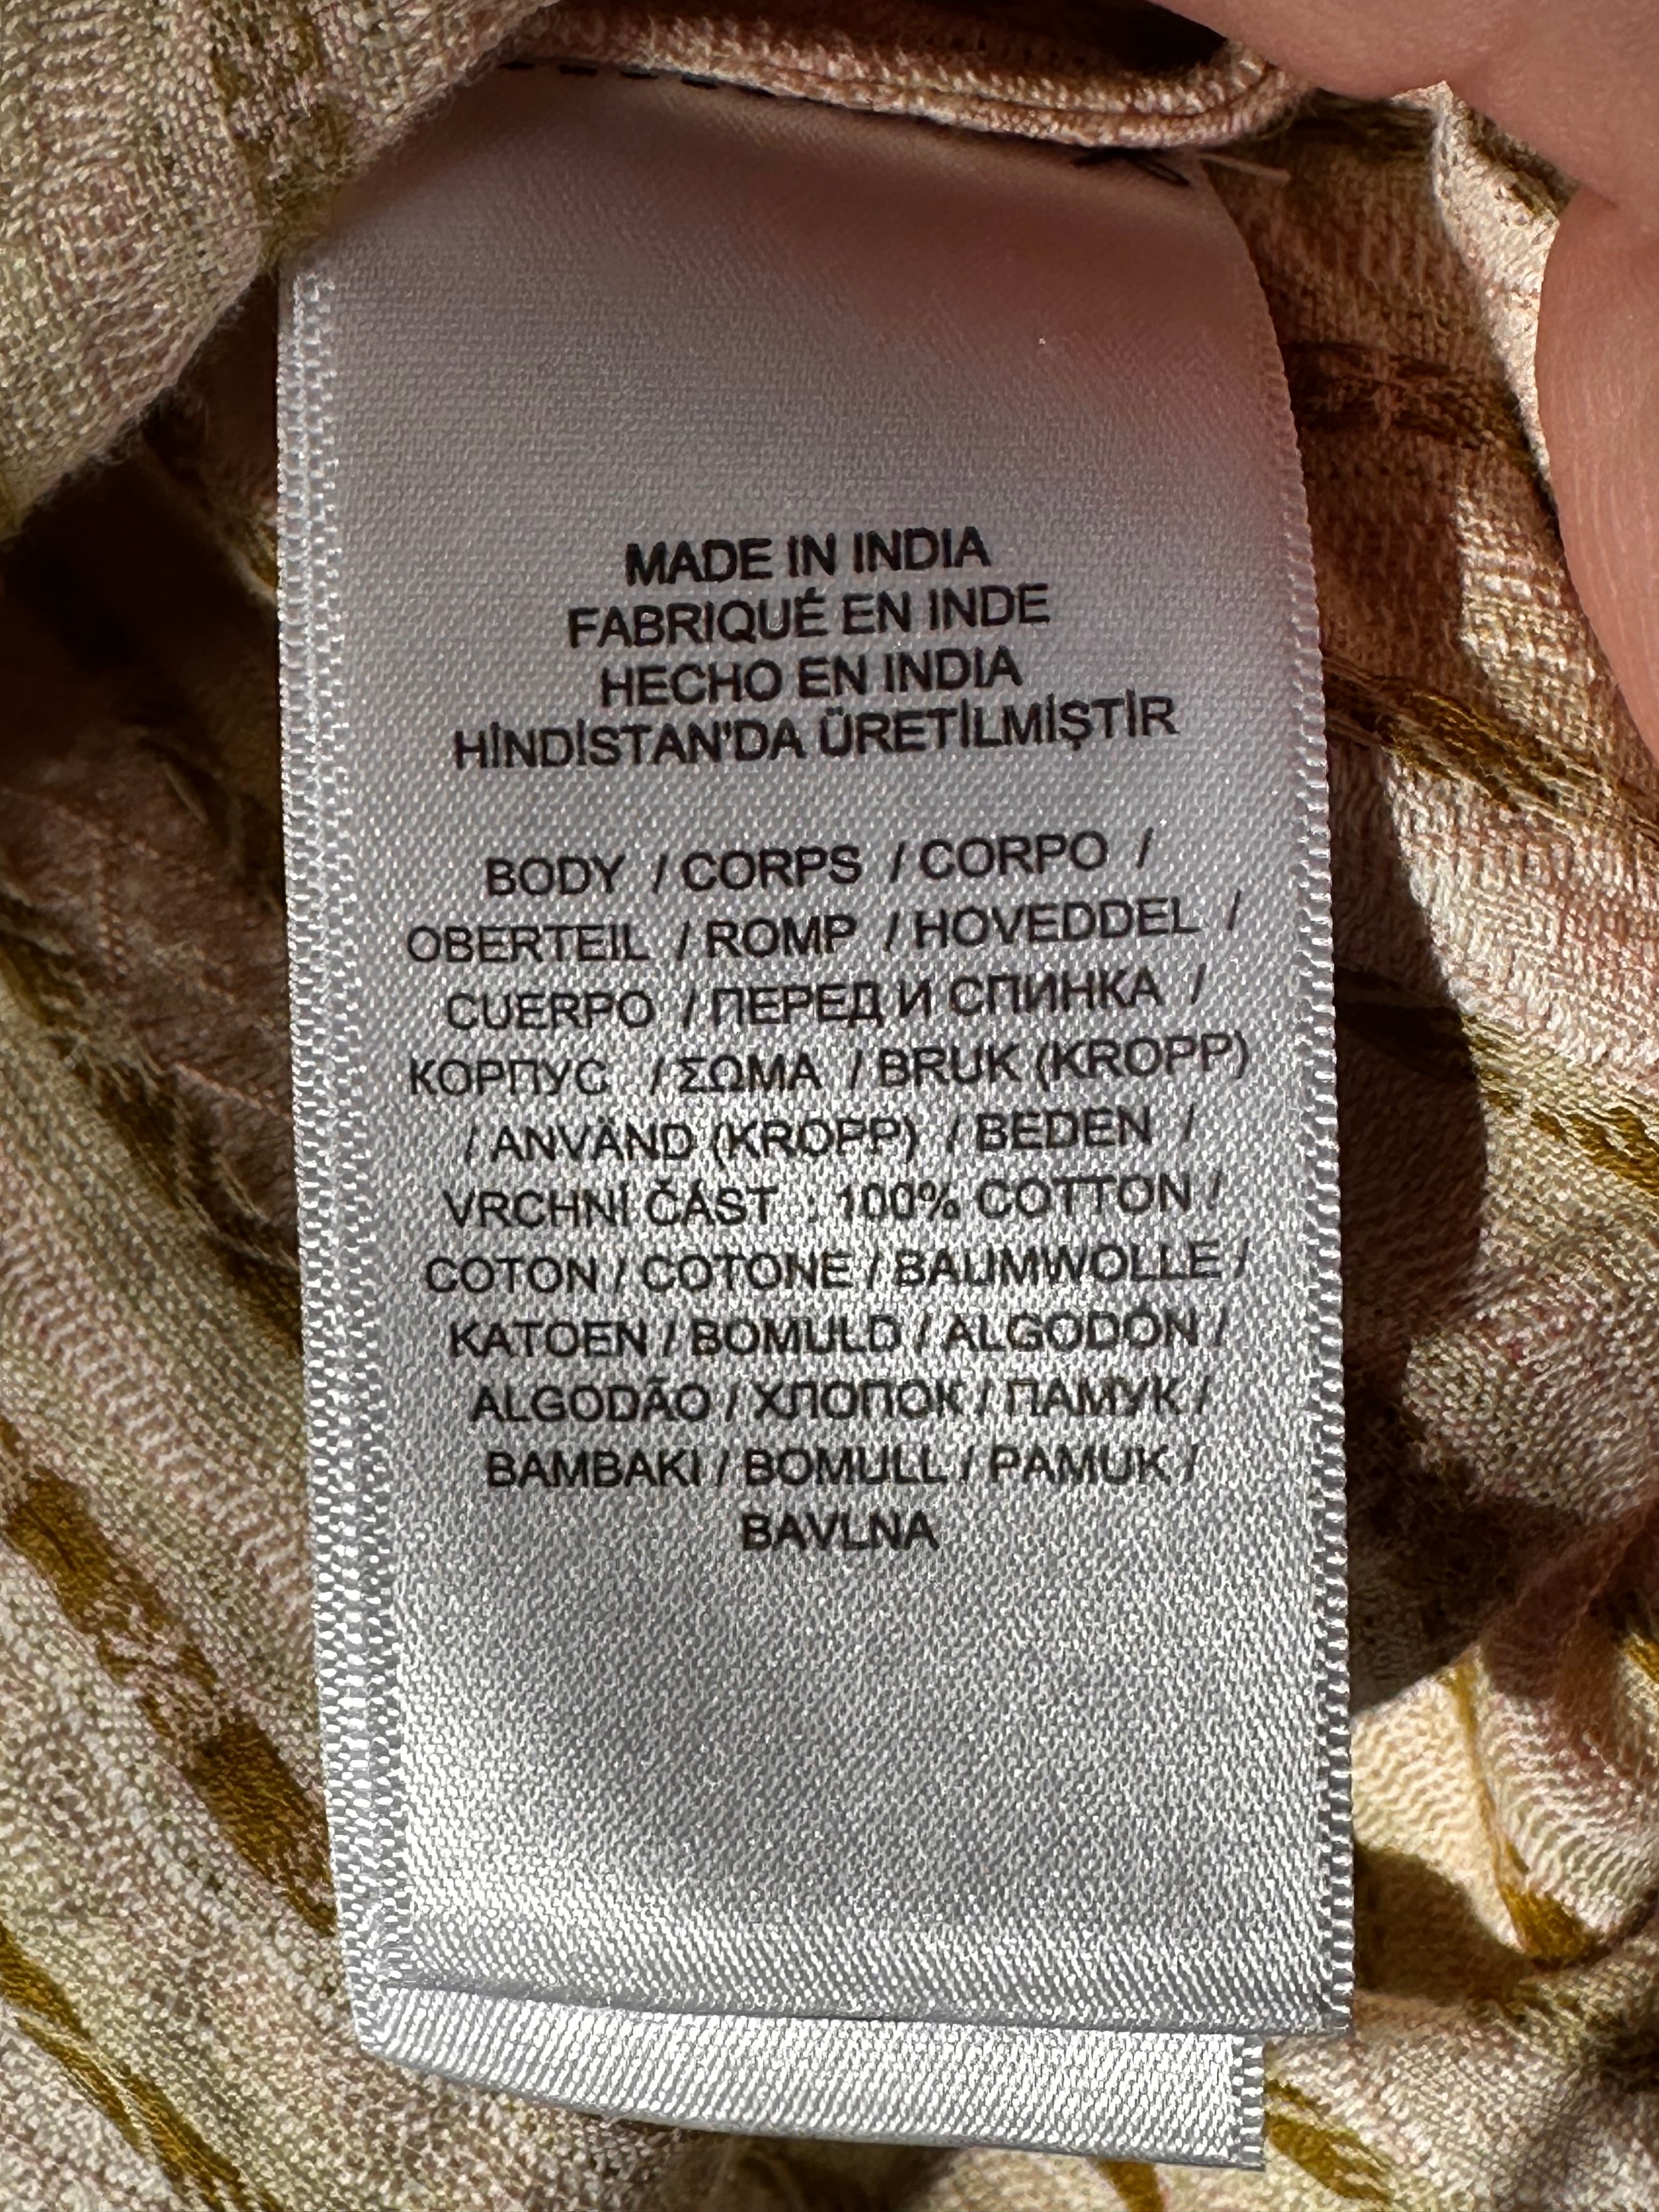 MADE IN INDIA
FABRIQUÉ EN INDE
HECHO EN INDIA
HİNDİSTAN'DA ÜRETİLMİŞTİR
BODY / CORPS / CORPO /
OBERTEIL / ROMP / HOVEDDEL /
CUERPO / ПЕРЕД И СПИНКА /
КОРПУС / ΣΩΜΑ / BRUK (KROPP)
/ ANVÄND (KROPP) / BEDEN /
VRCHNÍ ČÁST : 100% COTTON /
COTON / COTONE / BAUMWOLLE /
KATOEN / BOMULD / ALGODÓN /
ALGODÃO / ХЛОПОК / ПАМУК /
BAMBAKI / BOMULL / PAMUK /
BAVLNA